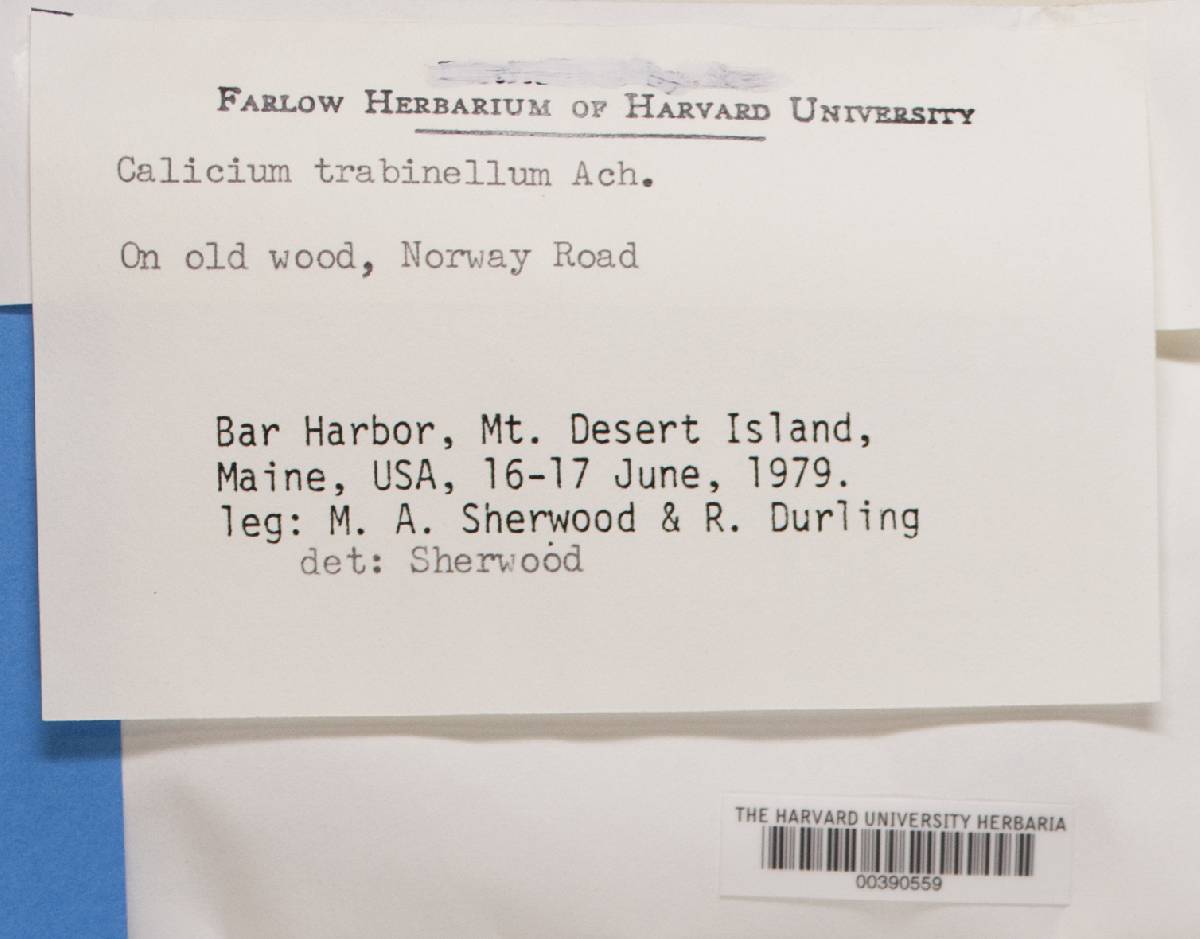 FARLOW HERBARIUM OF HARVARD UNIVERSITY
Calicium trabinellum Ach.
On old wood, Norway Road
Bar Harbor, Mt. Desert Island,
Maine, USA, 16-17 June, 1979.
leg: M. A. Sherwood & R. Durling
det: Sherwood
THE HARVARD UNIVERSITY HERBARIA
00390559